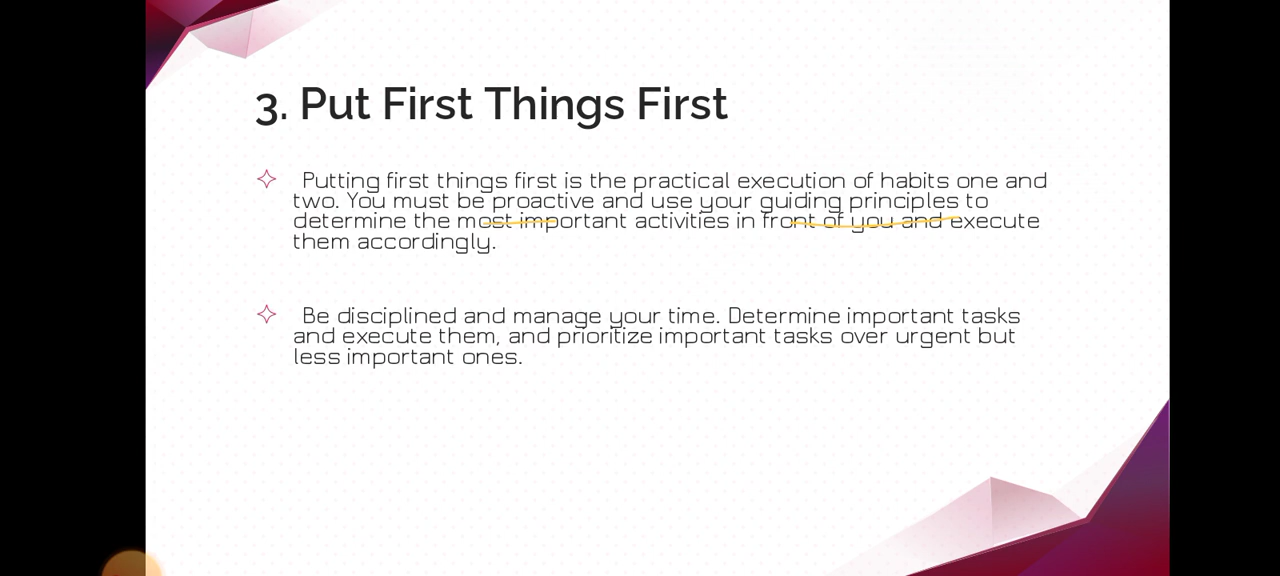 3. Put First Things First
Putting first things first is the practical execution of habits one and
two. You must be proactive and use your guiding principles to
determine the most important activities in front of you and execute
them accordingly.
Be disciplined and manage your time. Determine important tasks
and execute them, and prioritize important tasks over urgent but
less important ones.